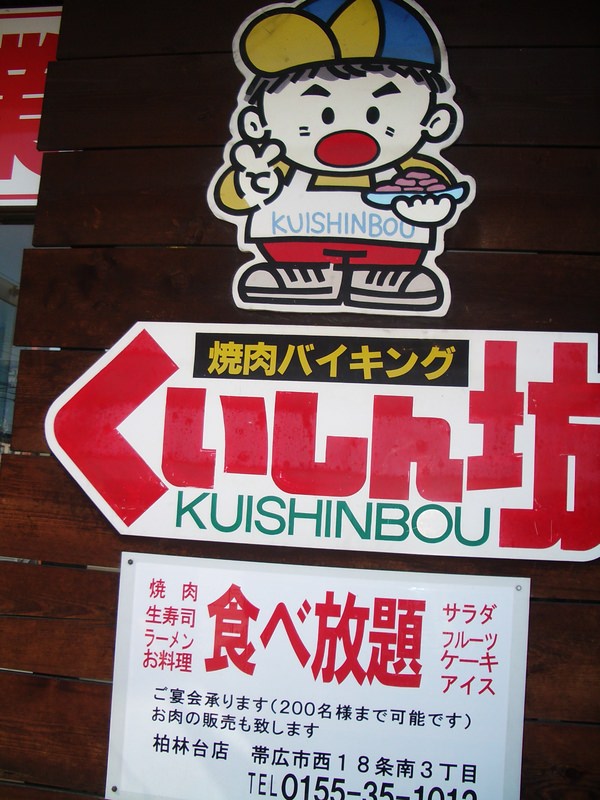 KUISHINBOU
焼肉バイキング
くいしん坊
KUISHINBOU
焼肉
生寿司
ラーメン
お料理
食べ放題
サラダ
フルーツ
ケーキ
アイス
ご宴会承ります(200名様まで可能です)
お肉の販売も致します
柏林台店 帯広市西18条南3丁目
TEL 0155-35-1012